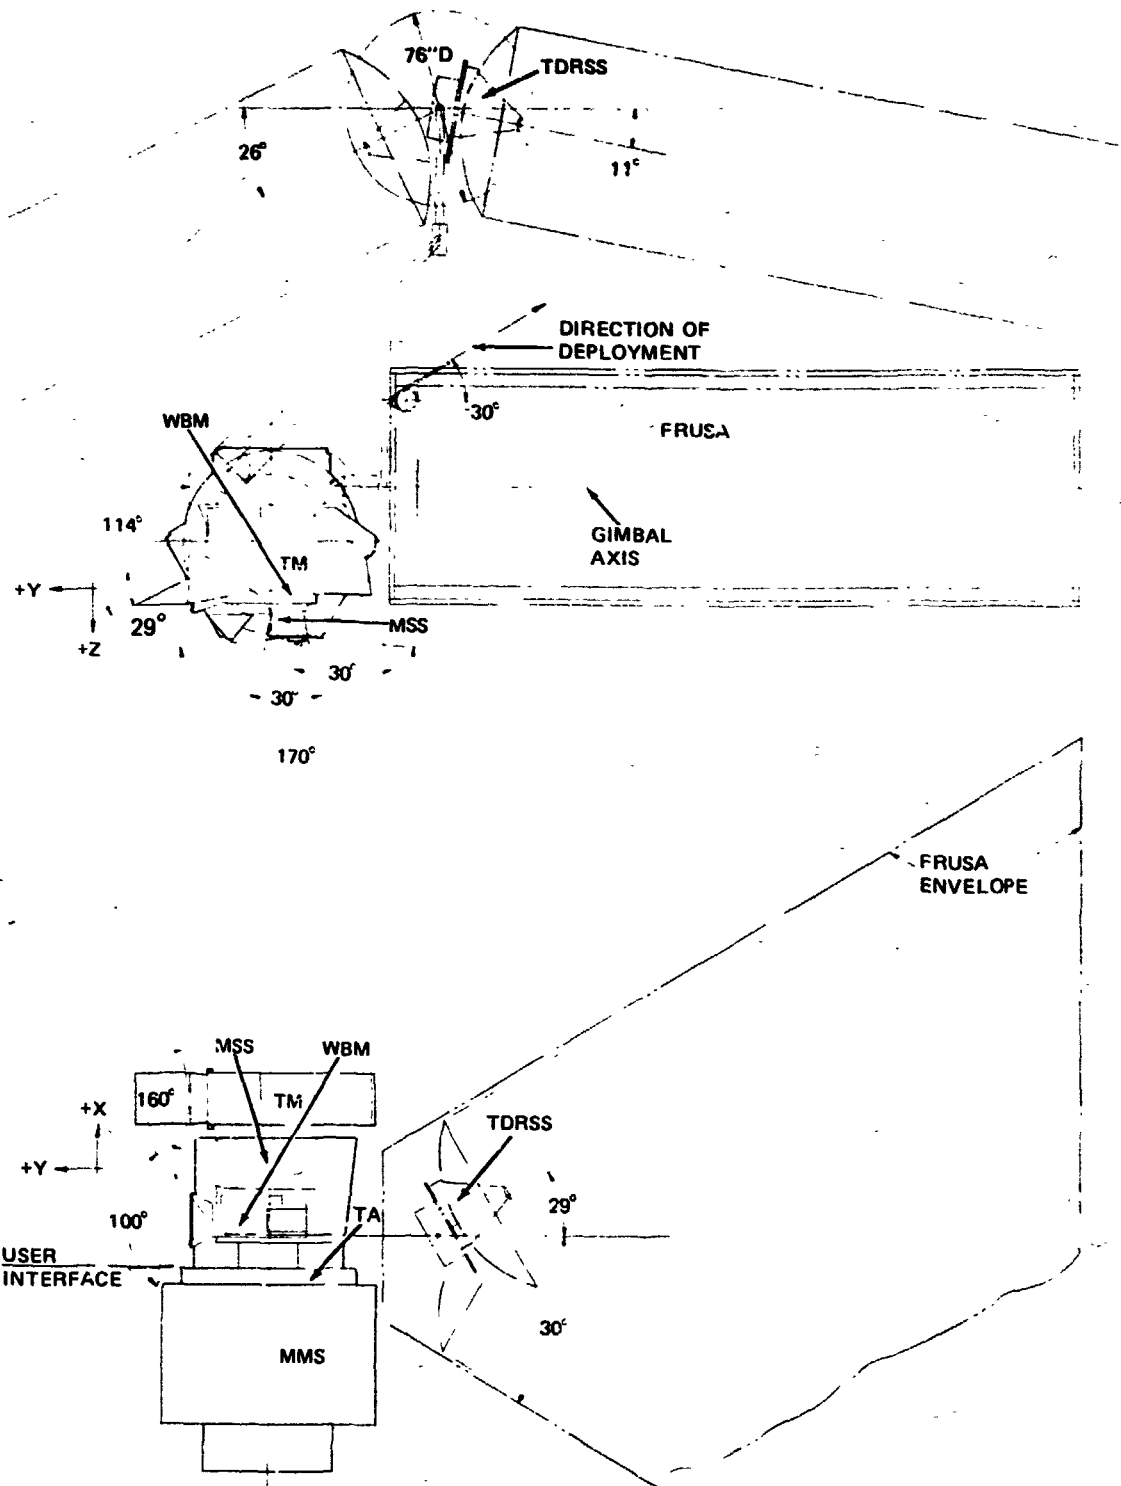 76"D
TDRSS
26°
11°
DIRECTION OF
DEPLOYMENT
30°
WBM
FRUSA
114°
GIMBAL
AXIS
TM
+Y
29°
MSS
+Z
30°
30°
170°
FRUSA
ENVELOPE
MSS
WBM
160°
TM
+X
TDRSS
+Y
29°
100°
TA
USER
INTERFACE
30°
MMS